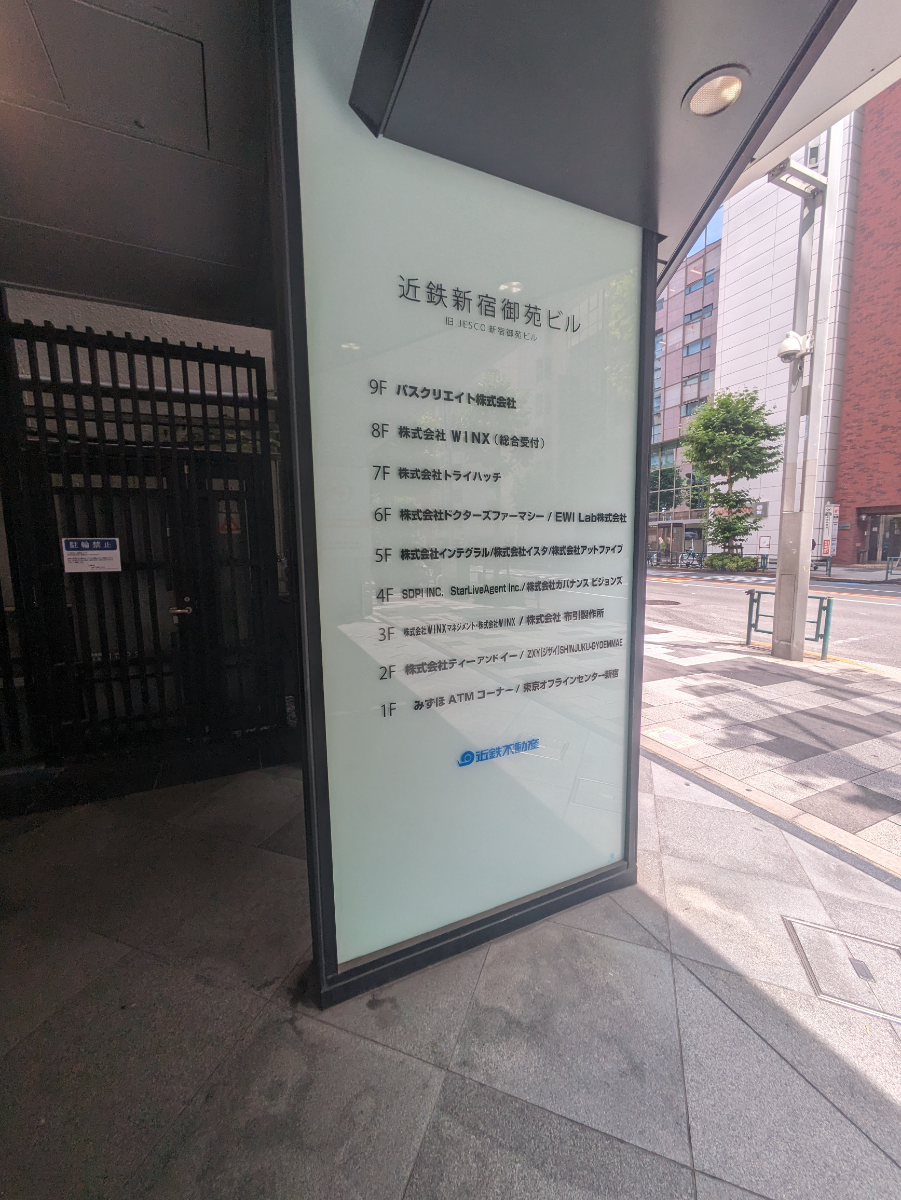 近鉄新宿御苑ビル
旧 JESCO 新宿御苑ビル
9F バスクリエイト株式会社
8F 株式会社 WINX（総合受付）
7F 株式会社トライハッチ
6F 株式会社ドクターズファーマシー / EWI Lab株式会社
5F 株式会社インテグラル/株式会社イスタ/株式会社アットファイブ
4F SDPI INC. StarLiveAgent Inc./株式会社ガバナンス ビジョンズ
3F 株式会社WINXマネジメント・株式会社WINX / 株式会社 布引製作所
2F 株式会社ティーアンドイー / ZXY[ジザイ]SHINJUKU-GYOEMMAE
1F みずほ ATM コーナー / 東京オフラインセンター新宿
近鉄不動産
駐輪禁止